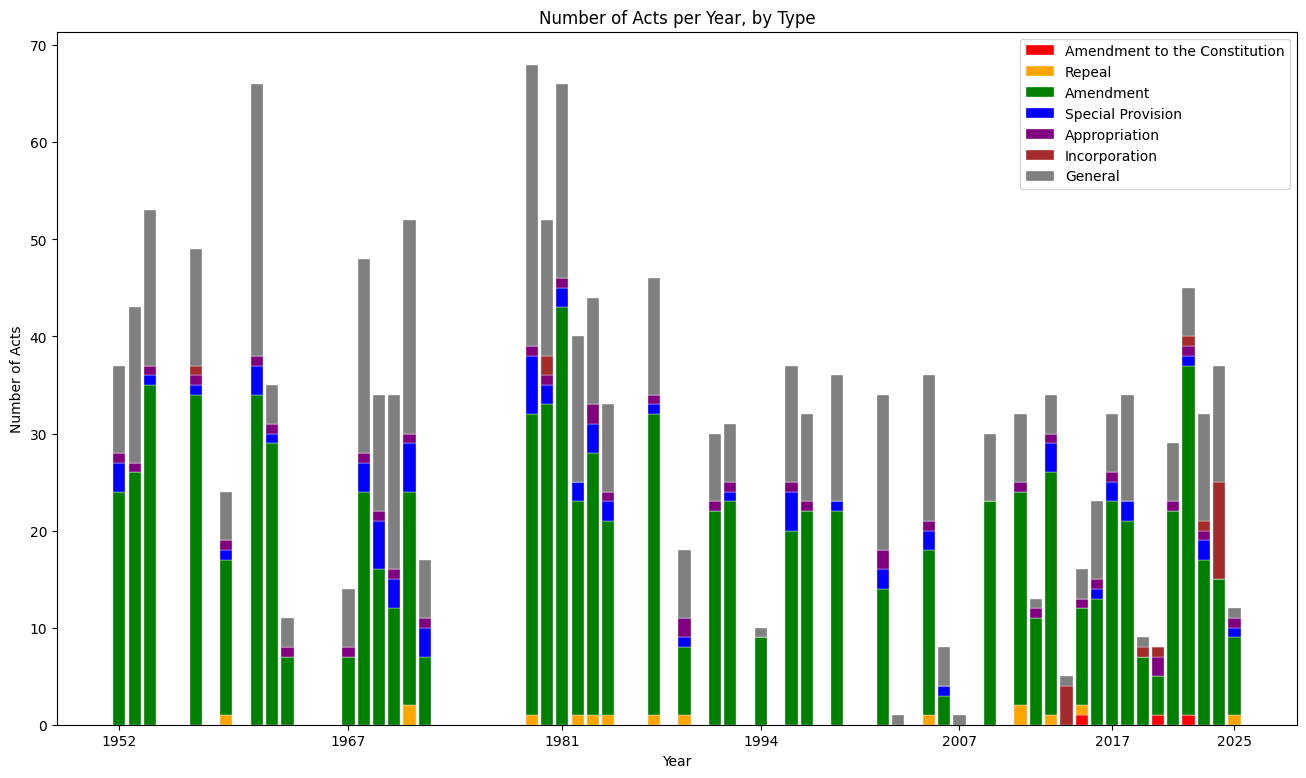 Number of Acts per Year, by Type
Amendment to the Constitution
Repeal
Amendment
Special Provision
Appropriation
Incorporation
General
Number of Acts
70
60
50
40
30
20
10
0
1952 1967 1981 1994 2007 2017 2025
Year